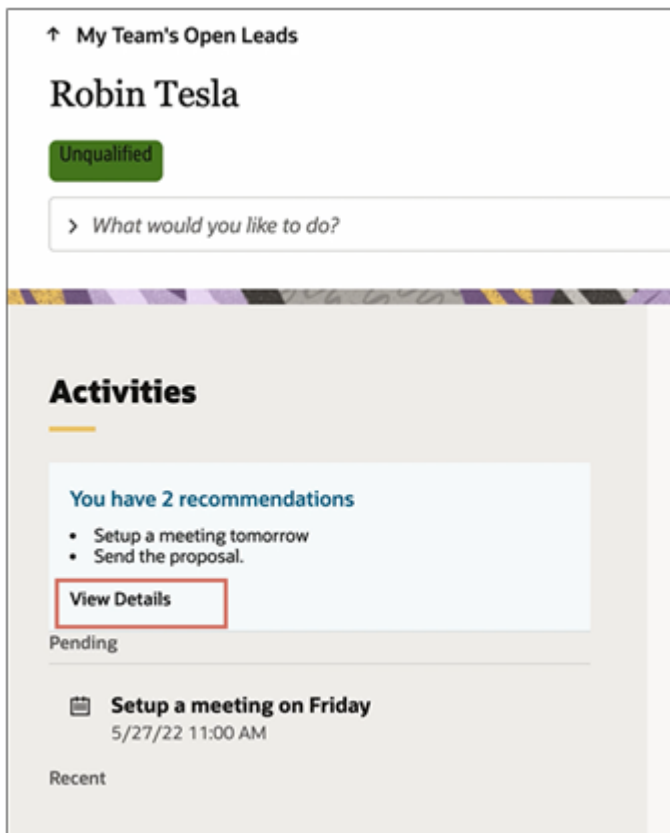 My Team's Open Leads
Robin Tesla
Unqualified
What would you like to do?
Activities
You have 2 recommendations
• Setup a meeting tomorrow
• Send the proposal.
View Details
Pending
Setup a meeting on Friday
5/27/22 11:00 AM
Recent